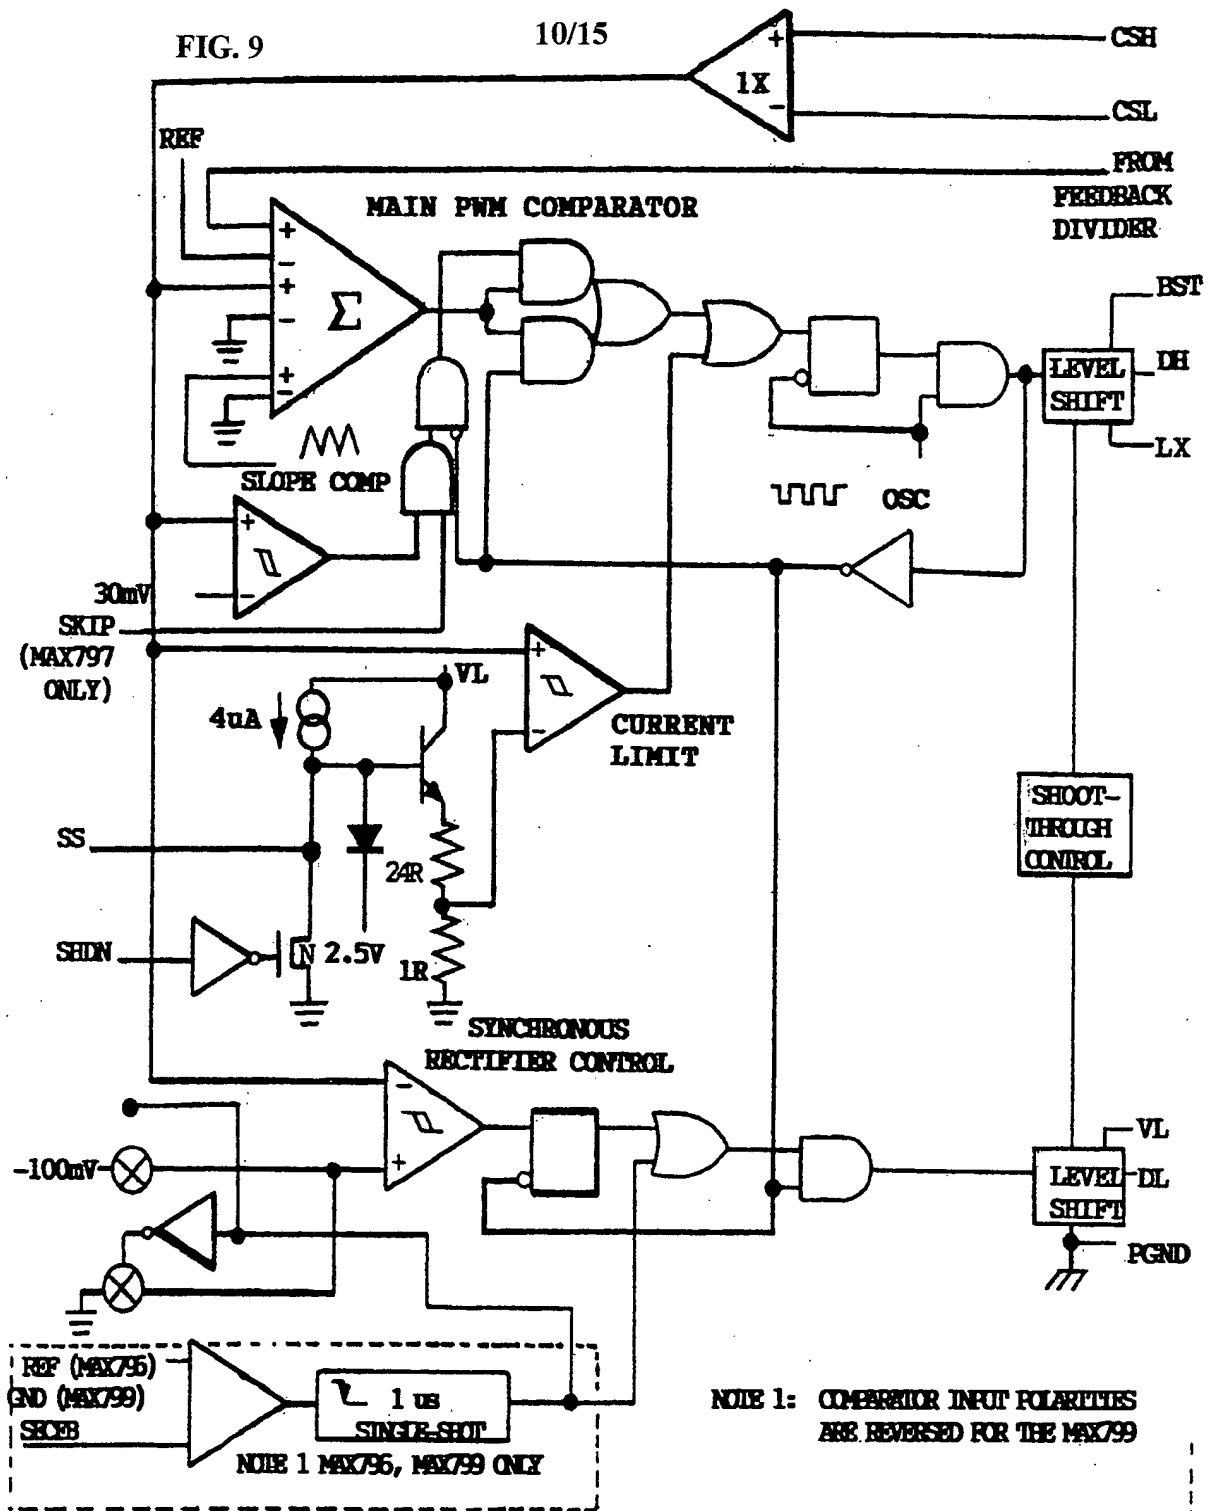 FIG. 9
10/15
CSH
+
1X
−
CSL
REF
FROM
FEEDBACK
DIVIDER
MAIN PWM COMPARATOR
+
−
+
Σ
−
+
−
BST
LEVEL
SHIFT
DH
LX
SLOPE COMP
OSC
+
30mV
−
SKIP
(MAX797
ONLY)
+
VL
4uA
−
CURRENT
LIMIT
SHOOT-
THROUGH
CONTROL
SS
24R
SHDN
N
2.5V
1R
SYNCHRONOUS
RECTIFIER CONTROL
−
-100mV
+
VL
LEVEL
SHIFT
DL
PGND
REF (MAX796)
GND (MAX799)
SECFB
1 us
SINGLE-SHOT
NOTE 1 MAX796, MAX799 ONLY
NOTE 1: COMPARATOR INPUT POLARITIES
ARE REVERSED FOR THE MAX799